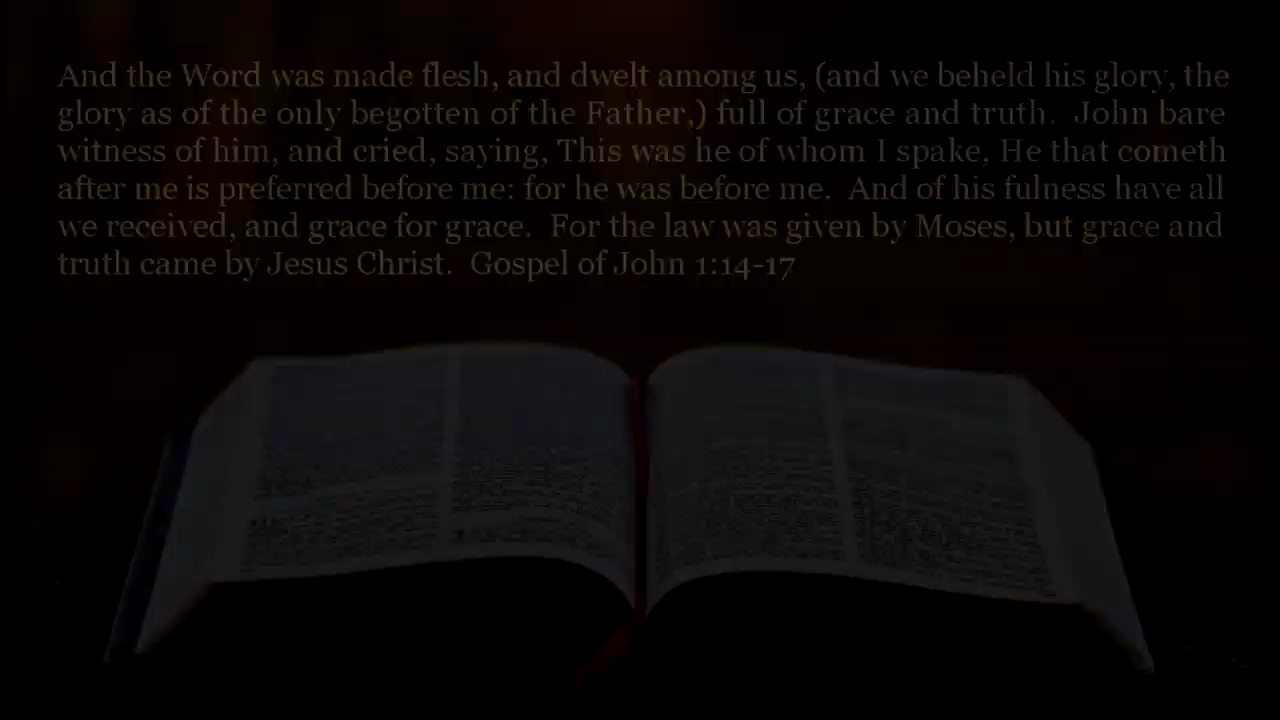 And the Word was made flesh, and dwelt among us, (and we beheld his glory, the
glory as of the only begotten of the Father,) full of grace and truth.  John bare
witness of him, and cried, saying, This was he of whom I spake, He that cometh
after me is preferred before me: for he was before me.  And of his fulness have all
we received, and grace for grace.  For the law was given by Moses, but grace and
truth came by Jesus Christ.  Gospel of John 1:14-17